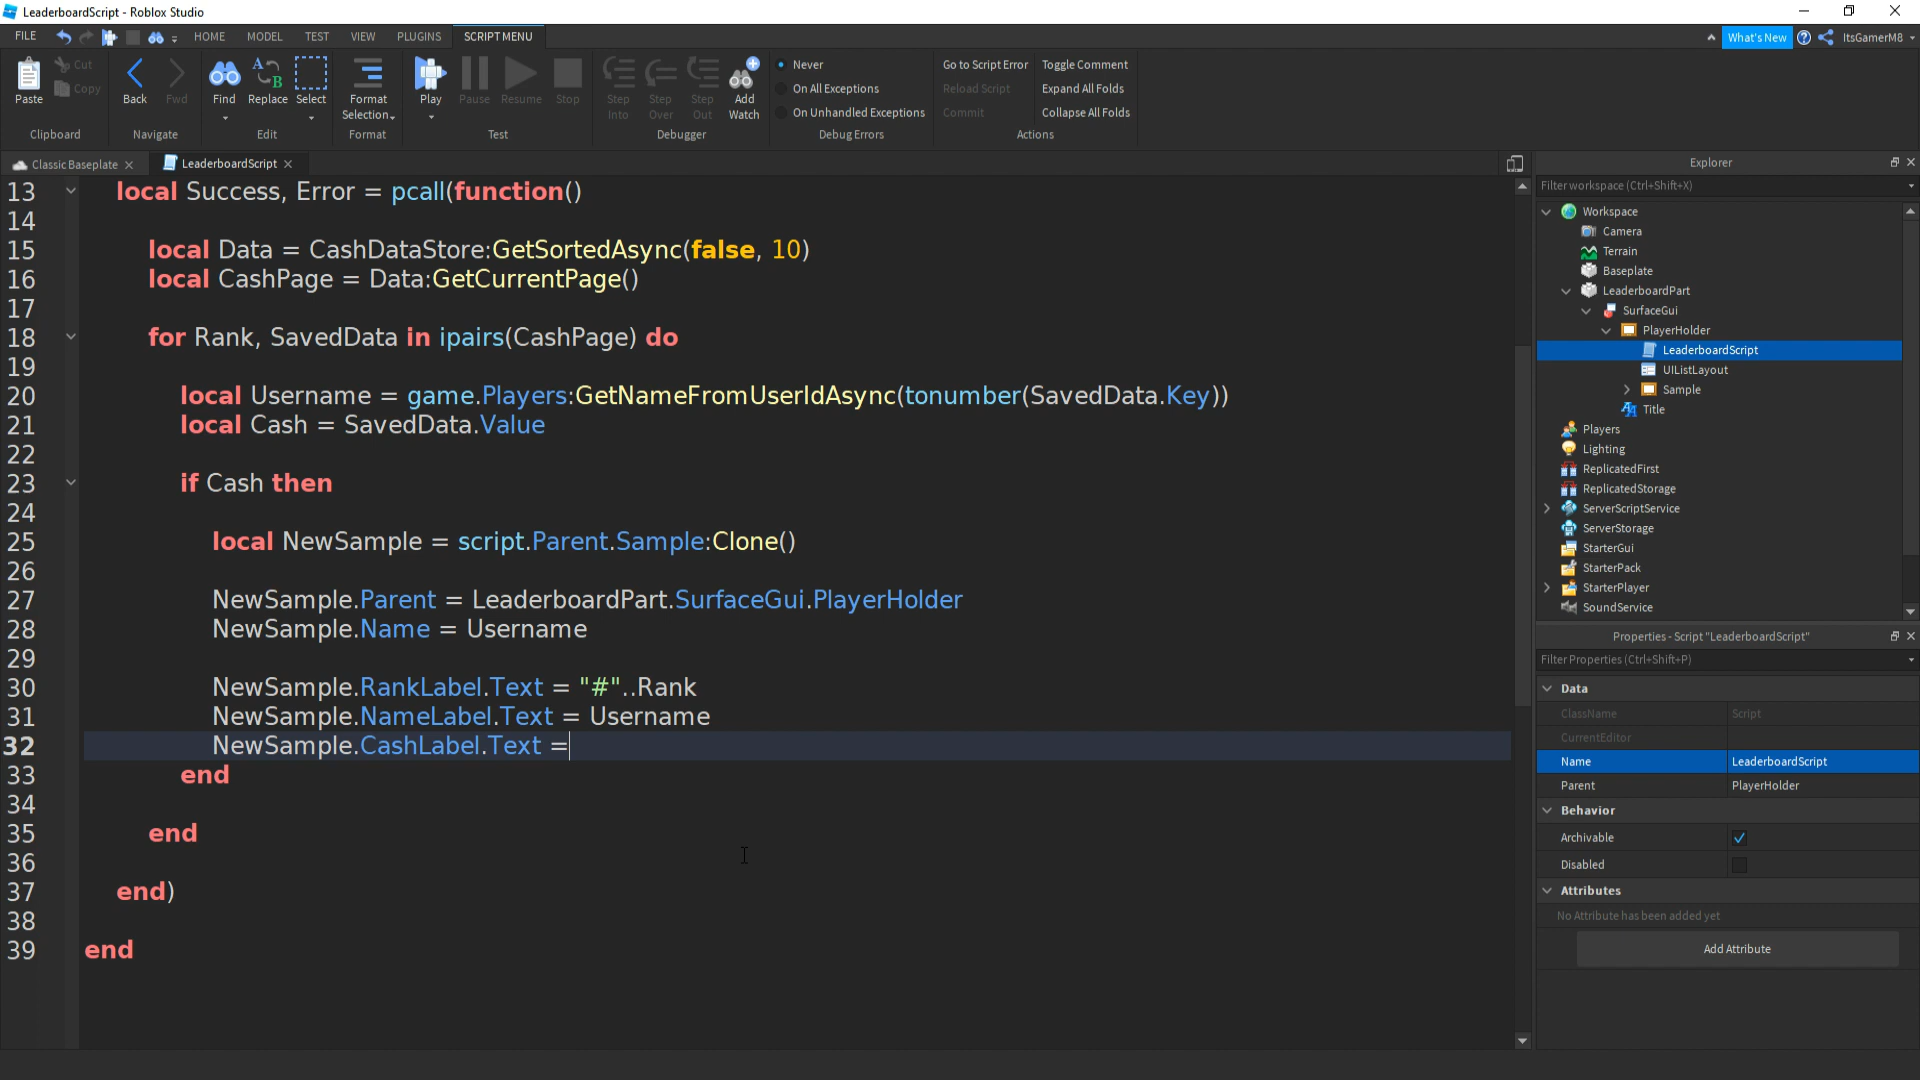 LeaderboardScript - Roblox Studio
FILE HOME MODEL TEST VIEW PLUGINS SCRIPT MENU What's New ItsGamerM8
Paste Cut Copy Back Fwd Find Replace Select Format Selection Play Pause Resume Stop Step Into Step Over Step Out Add Watch
Never
On All Exceptions
On Unhandled Exceptions
Go to Script Error
Reload Script
Commit
Toggle Comment
Expand All Folds
Collapse All Folds
Clipboard Navigate Edit Format Test Debugger Debug Errors Actions
Classic Baseplate LeaderboardScript
13 local Success, Error = pcall(function()
14
15 local Data = CashDataStore:GetSortedAsync(false, 10)
16 local CashPage = Data:GetCurrentPage()
17
18 for Rank, SavedData in ipairs(CashPage) do
19
20 local Username = game.Players:GetNameFromUserIdAsync(tonumber(SavedData.Key))
21 local Cash = SavedData.Value
22
23 if Cash then
24
25 local NewSample = script.Parent.Sample:Clone()
26
27 NewSample.Parent = LeaderboardPart.SurfaceGui.PlayerHolder
28 NewSample.Name = Username
29
30 NewSample.RankLabel.Text = "#"..Rank
31 NewSample.NameLabel.Text = Username
32 NewSample.CashLabel.Text =
33 end
34
35 end
36
37 end)
38
39 end
Explorer
Filter workspace (Ctrl+Shift+X)
Workspace
Camera
Terrain
Baseplate
LeaderboardPart
SurfaceGui
PlayerHolder
LeaderboardScript
UIListLayout
Sample
Title
Players
Lighting
ReplicatedFirst
ReplicatedStorage
ServerScriptService
ServerStorage
StarterGui
StarterPack
StarterPlayer
SoundService
Properties - Script "LeaderboardScript"
Filter Properties (Ctrl+Shift+P)
Data
ClassName Script
CurrentEditor
Name LeaderboardScript
Parent PlayerHolder
Behavior
Archivable
Disabled
Attributes
No Attribute has been added yet
Add Attribute